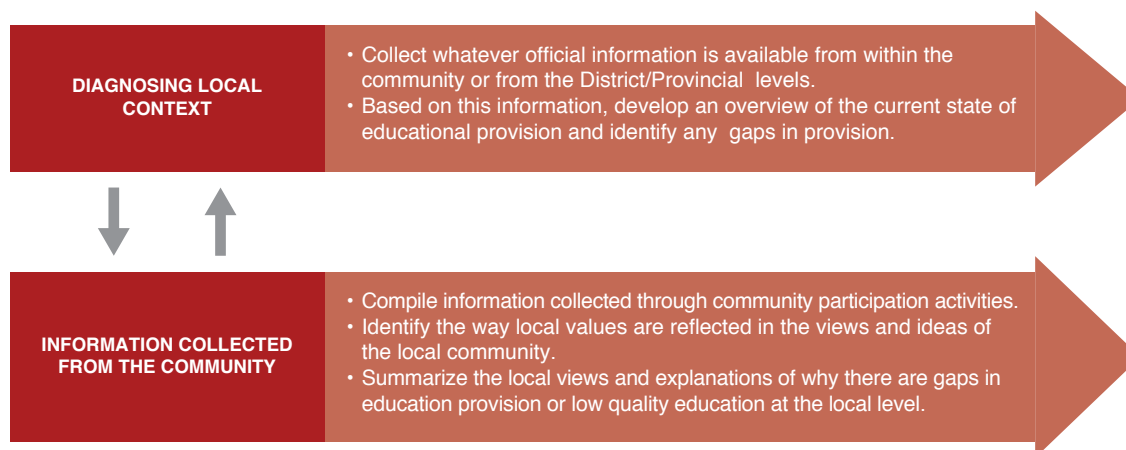 DIAGNOSING LOCAL
CONTEXT
• Collect whatever official information is available from within the
community or from the District/Provincial levels.
• Based on this information, develop an overview of the current state of
educational provision and identify any gaps in provision.
INFORMATION COLLECTED
FROM THE COMMUNITY
• Compile information collected through community participation activities.
• Identify the way local values are reflected in the views and ideas of
the local community.
• Summarize the local views and explanations of why there are gaps in
education provision or low quality education at the local level.